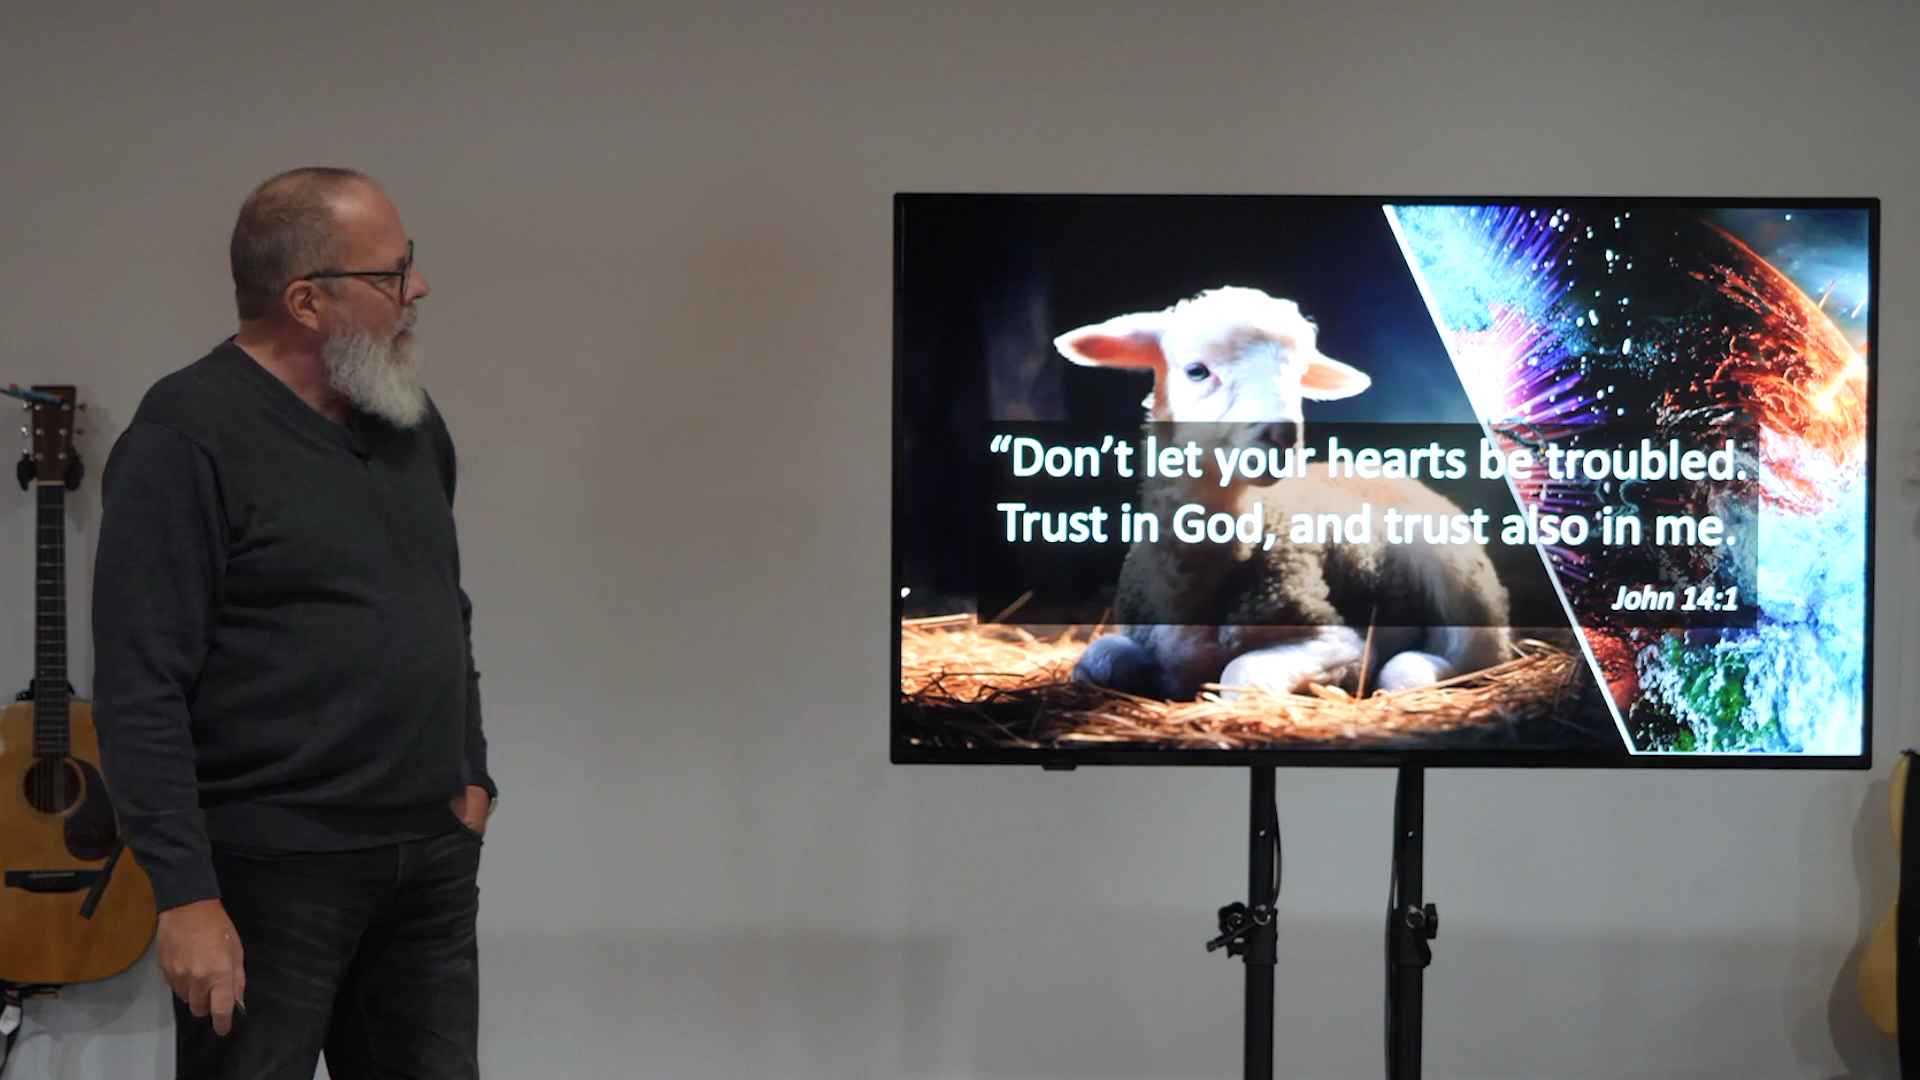 “Don’t let your hearts be troubled.
Trust in God, and trust also in me.
John 14:1